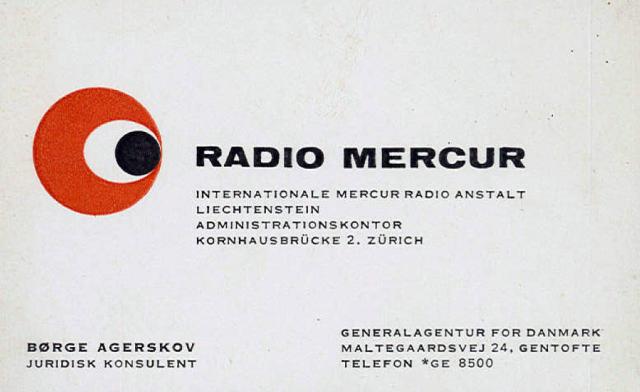 RADIO MERCUR
INTERNATIONALE MERCUR RADIO ANSTALT
LIECHTENSTEIN
ADMINISTRATIONSKONTOR
KORNHAUSBRÜCKE 2. ZÜRICH
BØRGE AGERSKOV
JURIDISK KONSULENT
GENERALAGENTUR FOR DANMARK
MALTEGAARDSVEJ 24, GENTOFTE
TELEFON *GE 8500